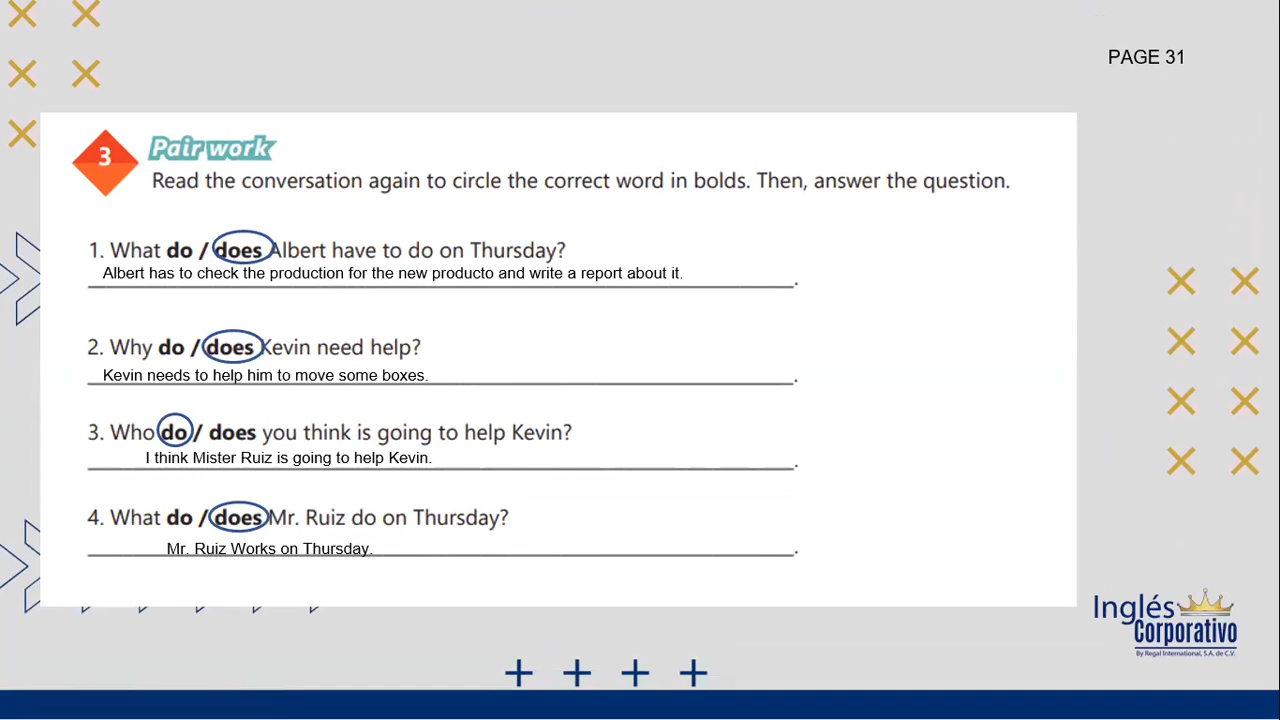 PAGE 31
3
Pair work
Read the conversation again to circle the correct word in bolds. Then, answer the question.
1. What do / does Albert have to do on Thursday?
Albert has to check the production for the new producto and write a report about it.
2. Why do / does Kevin need help?
Kevin needs to help him to move some boxes.
3. Who do / does you think is going to help Kevin?
I think Mister Ruiz is going to help Kevin.
4. What do / does Mr. Ruiz do on Thursday?
Mr. Ruiz Works on Thursday.
Inglés
Corporativo
By Regal International, S.A. de C.V.